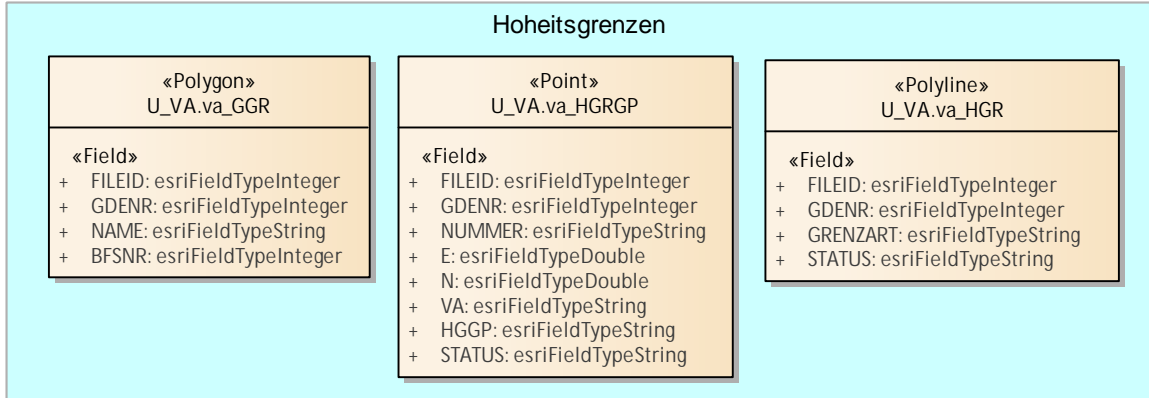 Hoheitsgrenzen
«Polygon»
U_VA.va_GGR
«Field»
+ FILEID: esriFieldTypeInteger
+ GDENR: esriFieldTypeInteger
+ NAME: esriFieldTypeString
+ BFSNR: esriFieldTypeInteger
«Point»
U_VA.va_HGRGP
«Field»
+ FILEID: esriFieldTypeInteger
+ GDENR: esriFieldTypeInteger
+ NUMMER: esriFieldTypeString
+ E: esriFieldTypeDouble
+ N: esriFieldTypeDouble
+ VA: esriFieldTypeString
+ HGGP: esriFieldTypeString
+ STATUS: esriFieldTypeString
«Polyline»
U_VA.va_HGR
«Field»
+ FILEID: esriFieldTypeInteger
+ GDENR: esriFieldTypeInteger
+ GRENZART: esriFieldTypeString
+ STATUS: esriFieldTypeString